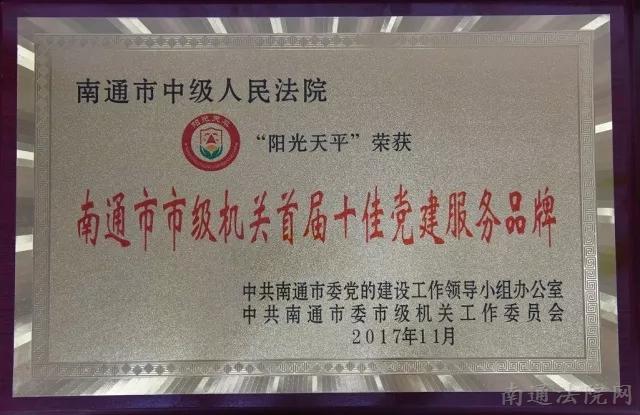 南通市中级人民法院
阳光天平
“阳光天平”荣获
南通市市级机关首届十佳党建服务品牌
中共南通市委党的建设工作领导小组办公室
中共南通市委市级机关工作委员会
2017年11月
南通法院网